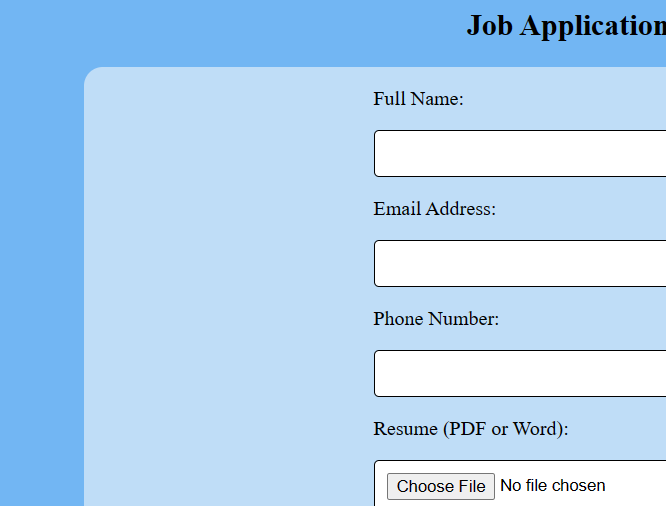 Job Application
Full Name:
Email Address:
Phone Number:
Resume (PDF or Word):
Choose File No file chosen